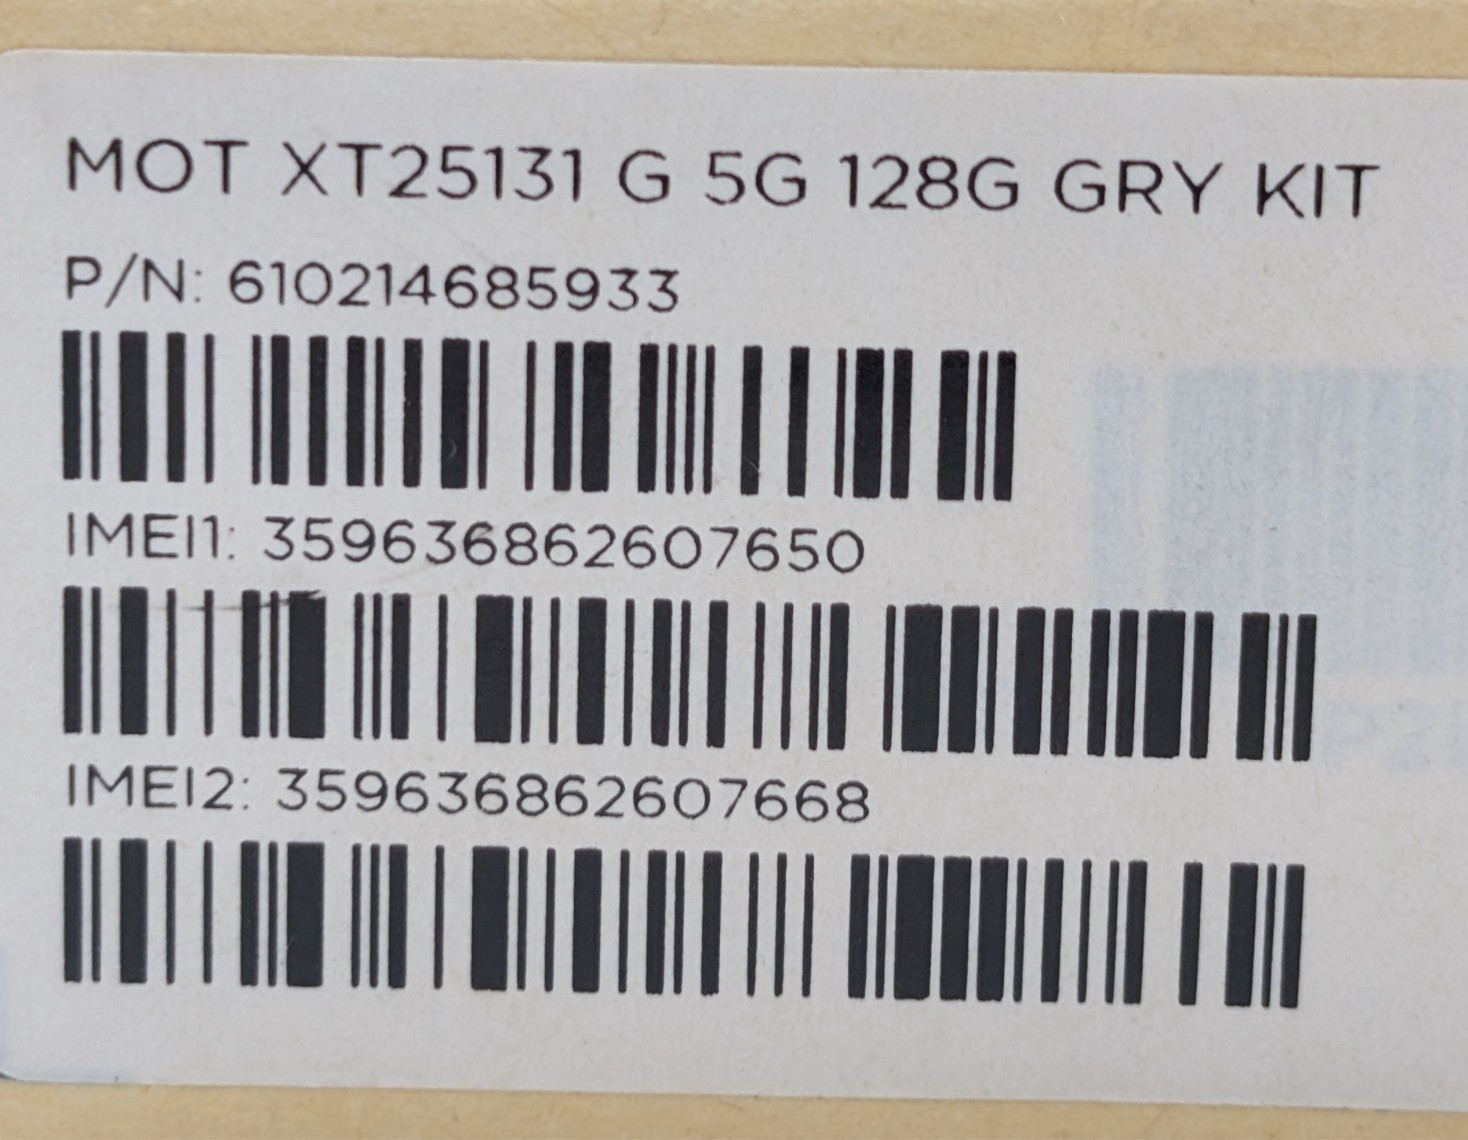 MOT XT25131 G 5G 128G GRY KIT
P/N: 610214685933
IMEI1: 359636862607650
IMEI2: 359636862607668